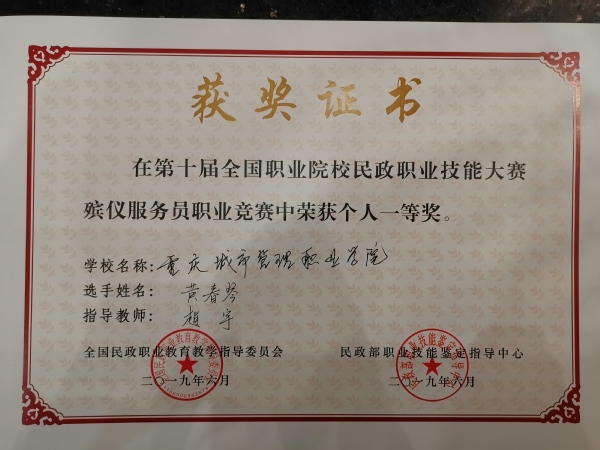 获奖证书
在第十届全国职业院校民政职业技能大赛
殡仪服务员职业竞赛中荣获个人一等奖。
学校名称：重庆城市管理职业学院
选手姓名：黄春琴
指导教师：赵宇
全国民政职业教育教学指导委员会
民政部职业技能鉴定指导中心
二〇一九年六月
二〇一九年六月